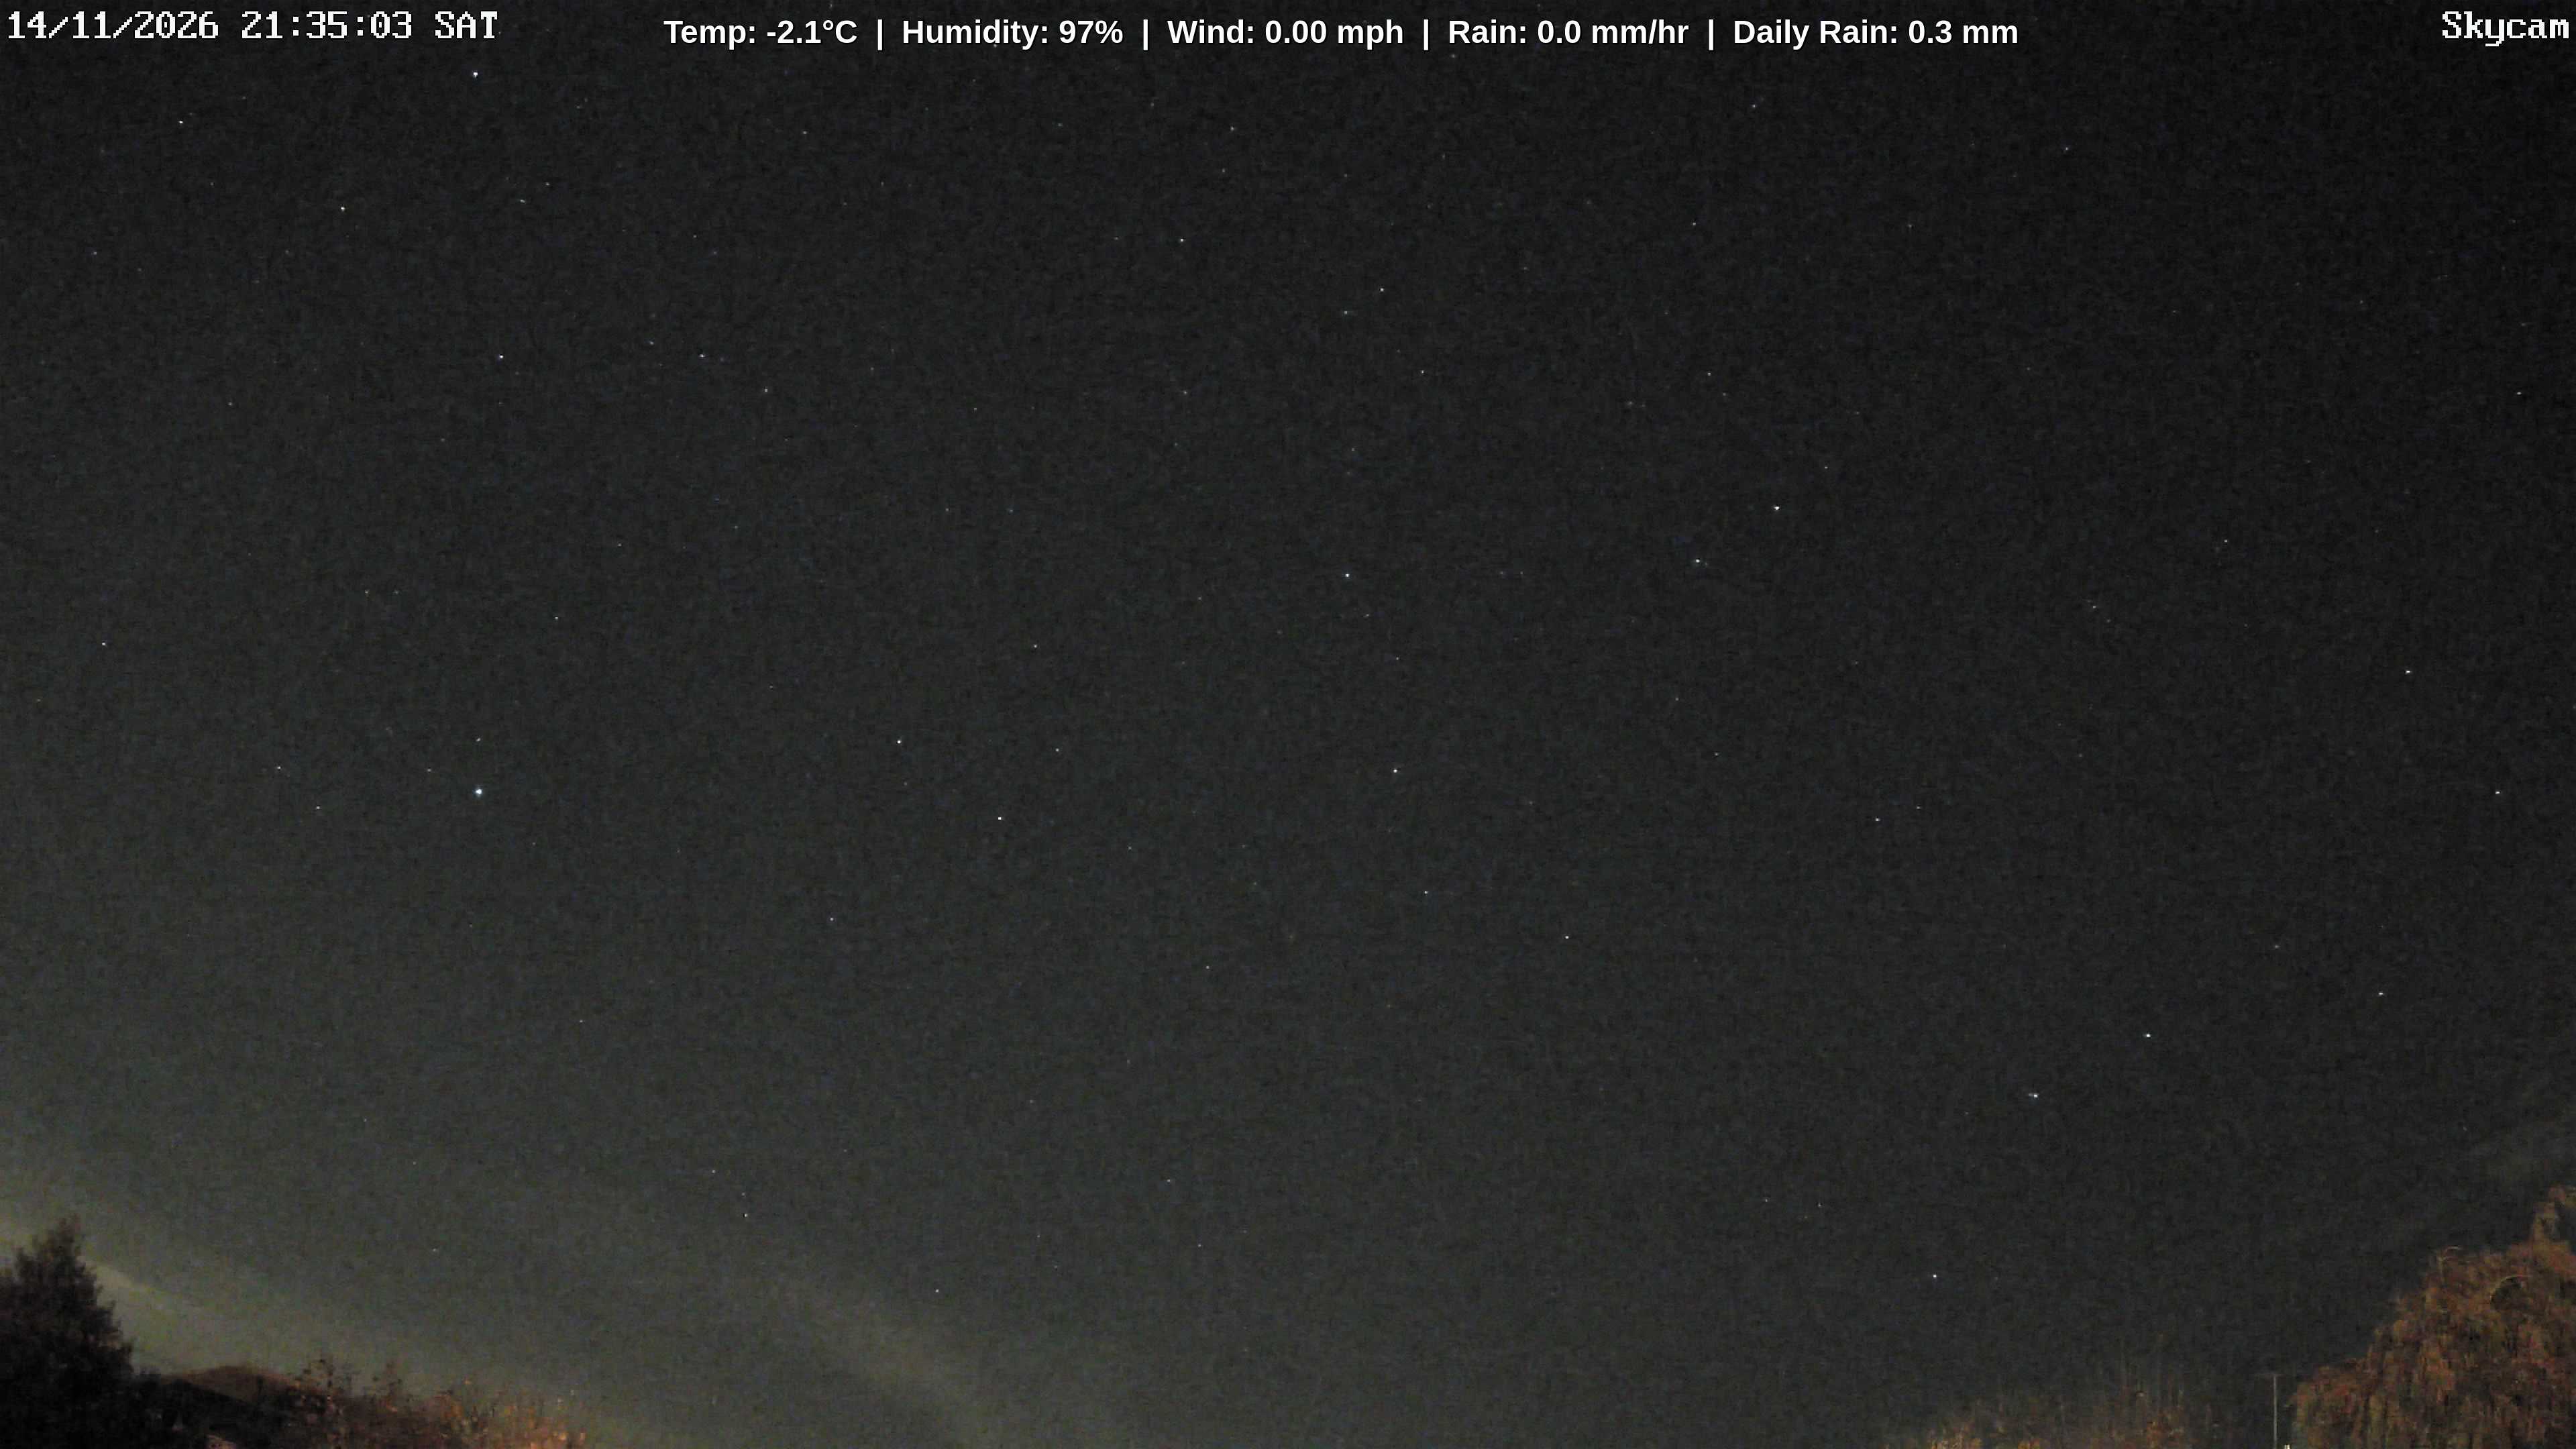 14/11/2026 21:35:03 SAT
Temp: -2.1°C | Humidity: 97% | Wind: 0.00 mph | Rain: 0.0 mm/hr | Daily Rain: 0.3 mm
Skycam